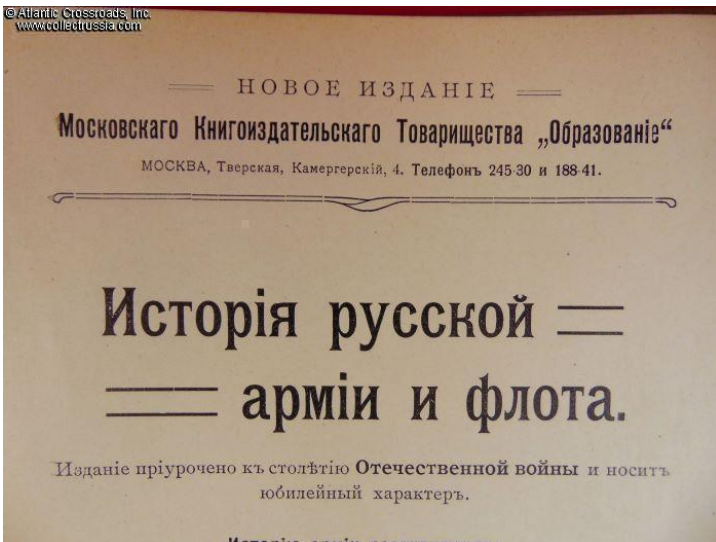 © Atlantic Crossroads, Inc.
www.collectrussia.com
НОВОЕ ИЗДАНІЕ
Московскаго Книгоиздательскаго Товарищества „Образованіе“
МОСКВА, Тверская, Камергерскій, 4. Телефонъ 245-30 и 188-41.
Исторія русской
арміи и флота.
Изданіе пріурочено къ столѣтію Отечественной войны и носитъ
юбилейный характеръ.